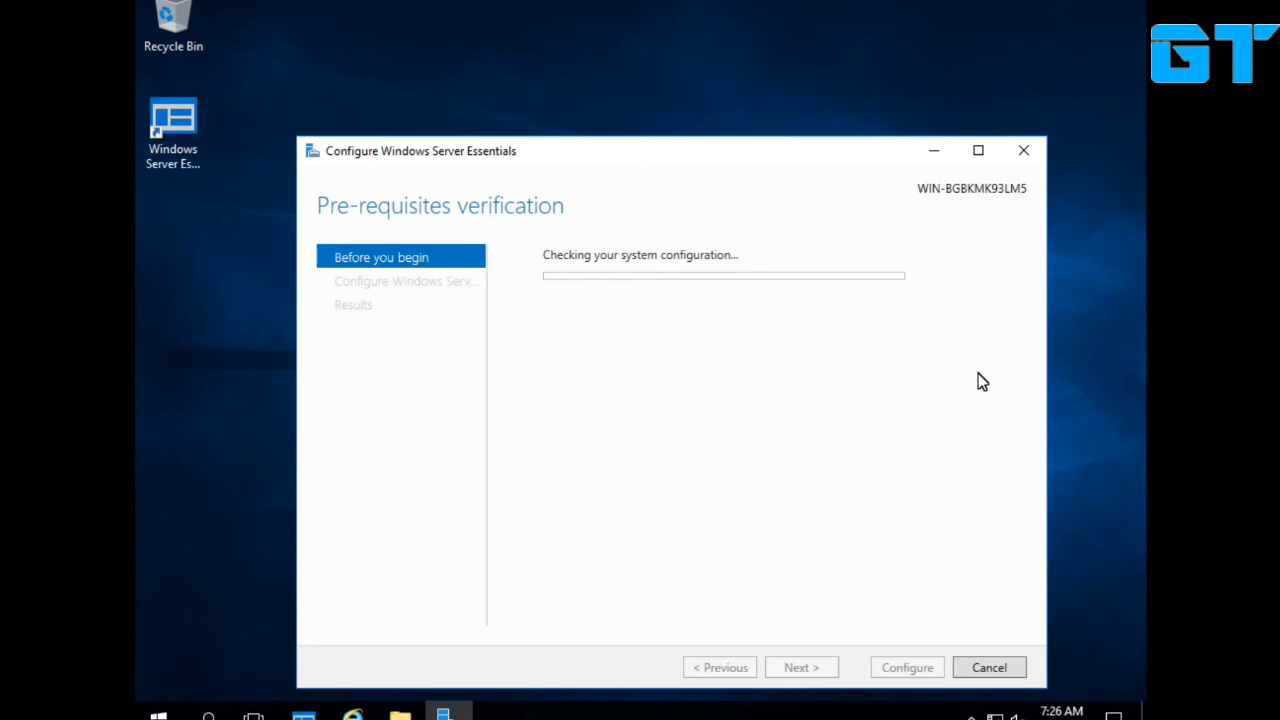 Recycle Bin
GT
Windows
Server Es...
Configure Windows Server Essentials
WIN-BGBKMK93LM5
Pre-requisites verification
Before you begin
Configure Windows Serv...
Results
Checking your system configuration...
< Previous
Next >
Configure
Cancel
7:26 AM